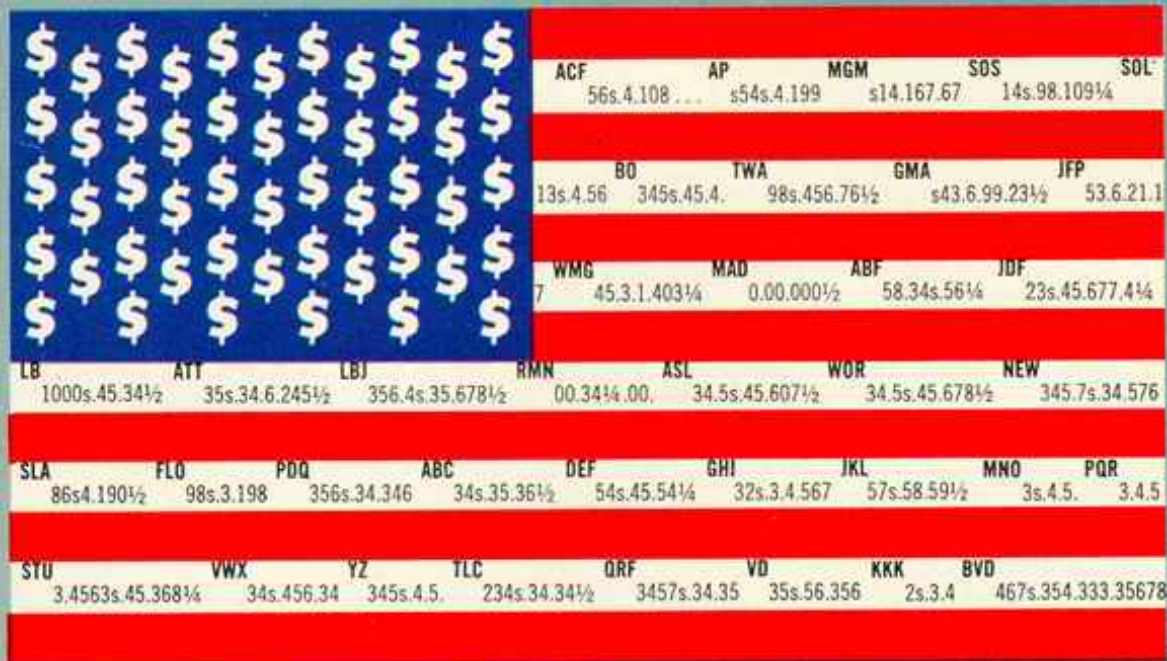 $ $ $ $ $ $
$ $ $ $ $
$ $ $ $ $ $
$ $ $ $ $
$ $ $ $ $ $
$ $ $ $ $
$ $ $ $ $ $
$ $ $ $ $
$ $ $ $ $ $
ACF AP MGM SOS SOL
56s.4.108 ... s54s.4.199 s14.167.67 14s.98.109¼
BO TWA GMA JFP
13s.4.56 345s.45.4. 98s.456.76½ s43.6.99.23½ 53.6.21.1
WMG MAD ABF JDF
7 45.3.1.403¼ 0.00.000½ 58.34s.56¼ 23s.45.677.4¼
LB ATT LBJ RMN ASL WOR NEW
1000s.45.34½ 35s.34.6.245½ 356.4s.35.678½ 00.34¼.00. 34.5s.45.607½ 34.5s.45.678½ 345.7s.34.576
SLA FLO PDQ ABC DEF GHI JKL MNO PQR
86s4.190½ 98s.3.198 356s.34.346 34s.35.36½ 54s.45.54¼ 32s.3.4.567 57s.58.59½ 3s.4.5. 3.4.5
STU VWX YZ TLC QRF VD KKK BVD
3.4563s.45.368¼ 34s.456.34 345s.4.5. 234s.34.34½ 3457s.34.35 35s.56.356 2s.3.4 467s.354.333.35678